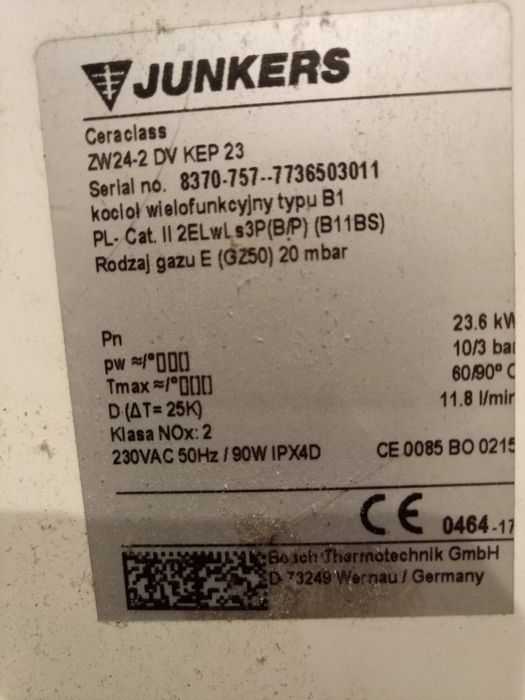 JUNKERS
Ceraclass
ZW24-2 DV KEP 23
Serial no. 8370-757--7736503011
kocioł wielofunkcyjny typu B1
PL- Cat. II 2ELwLs3P(B/P) (B11BS)
Rodzaj gazu E (GZ50) 20 mbar
Pn 23.6 kW
pw ≈/°▯▯▯ 10/3 bar
Tmax ≈/°▯▯▯ 60/90° C
D (ΔT= 25K) 11.8 l/min
Klasa NOx: 2
230VAC 50Hz / 90W IPX4D CE 0085 BO 0215
CE 0464-17
Bosch Thermotechnik GmbH
D-73249 Wernau / Germany